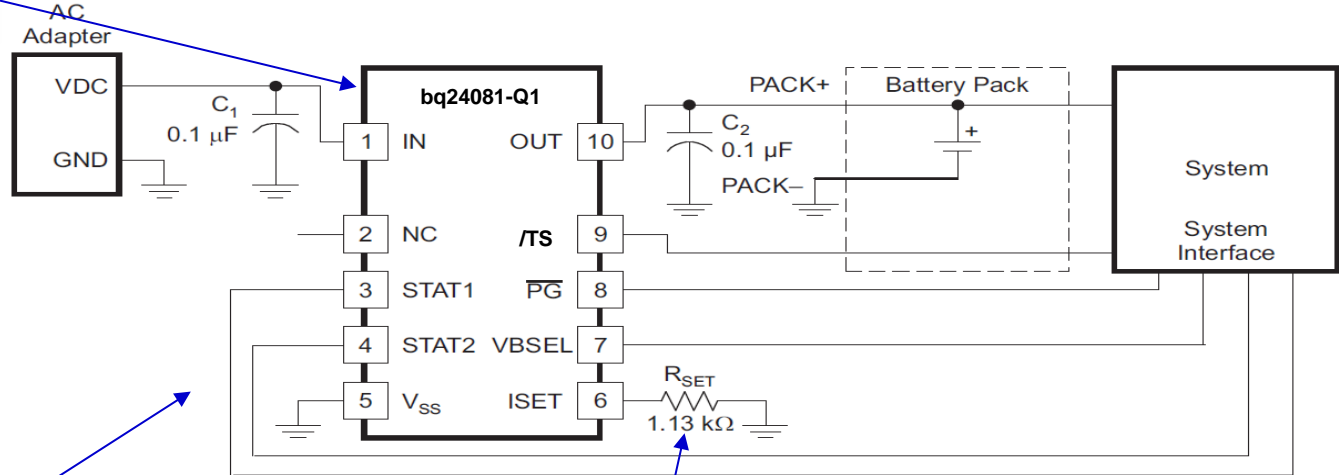 AC
Adapter
VDC
GND
C1
0.1 μF
bq24081-Q1
1 IN
OUT 10
2 NC
/TS 9
3 STAT1
PG 8
4 STAT2
VBSEL 7
5 VSS
ISET 6
PACK+
C2
0.1 μF
PACK–
Battery Pack
+
System
System
Interface
RSET
1.13 kΩ